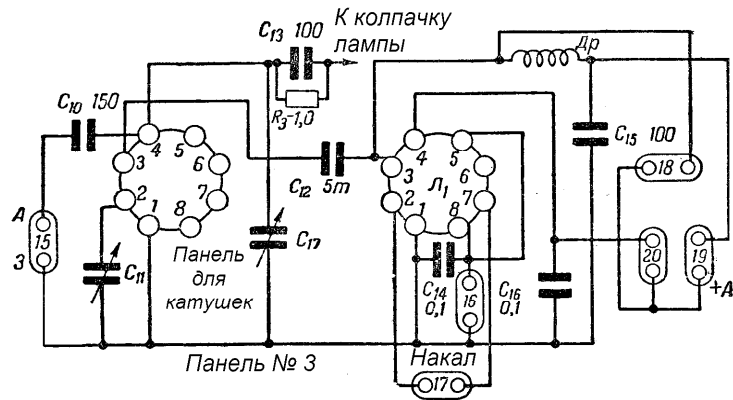 К колпачку
лампы
C13 100
R3-1,0
Др
C10 150
4 5
3 6
2 7
1 8
4 5
3 6
Л1
2 7
1 8
C12 5т
C15 100
18
А
15
З
C11
C17
Панель
для
катушек
C14
0,1
16
C16
0,1
20
19
+А
Панель № 3
Накал
17